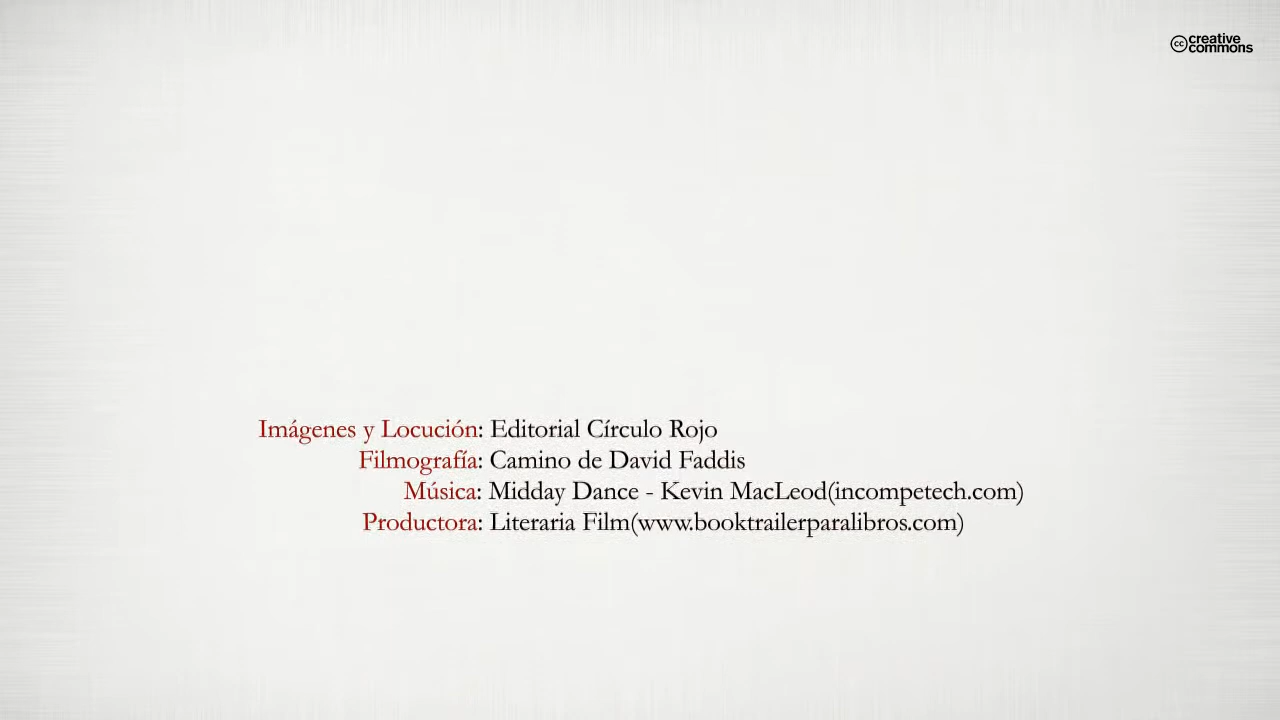 cc creative
commons
Imágenes y Locución: Editorial Círculo Rojo
Filmografía: Camino de David Faddis
Música: Midday Dance - Kevin MacLeod(incompetech.com)
Productora: Literaria Film(www.booktrailerparalibros.com)